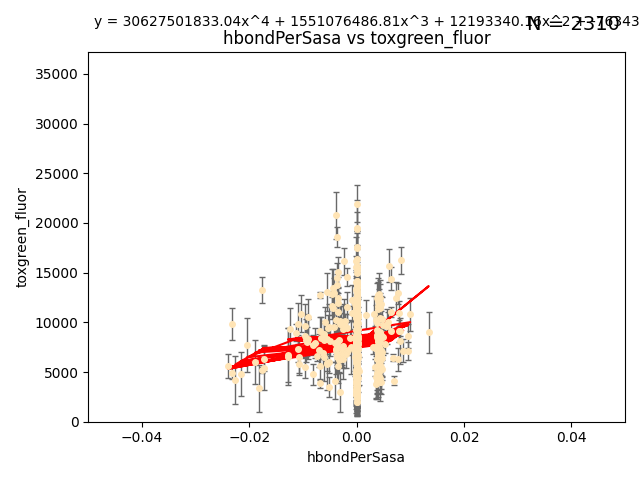 y = 30627501833.04x^4 + 1551076486.81x^3 + 12193340.16x^2 + -76343
N = 2310
hbondPerSasa vs toxgreen_fluor
35000
30000
25000
20000
15000
10000
5000
0
toxgreen_fluor
−0.04
−0.02
0.00
0.02
0.04
hbondPerSasa